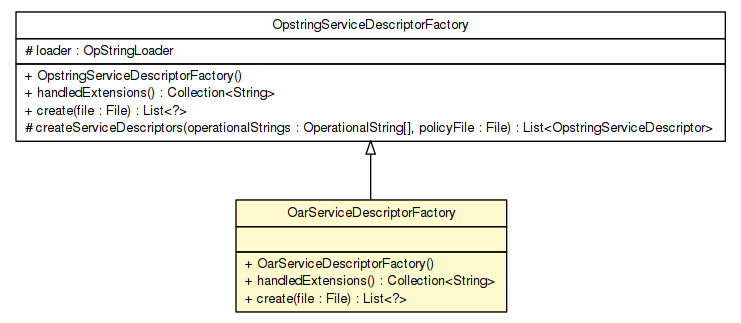 OpstringServiceDescriptorFactory
# loader : OpStringLoader
+ OpstringServiceDescriptorFactory()
+ handledExtensions() : Collection<String>
+ create(file : File) : List<?>
# createServiceDescriptors(operationalStrings : OperationalString[], policyFile : File) : List<OpstringServiceDescriptor>
OarServiceDescriptorFactory
+ OarServiceDescriptorFactory()
+ handledExtensions() : Collection<String>
+ create(file : File) : List<?>